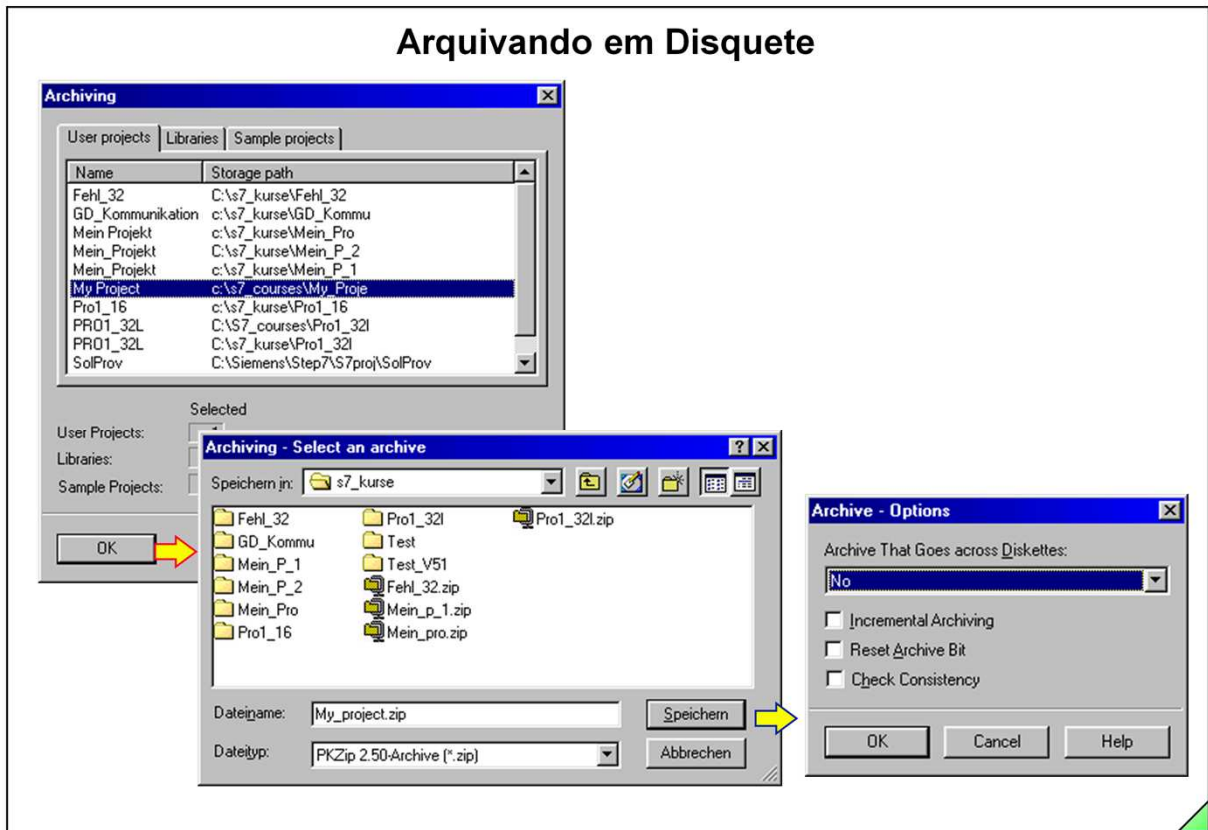 Arquivando em Disquete
Archiving
User projects Libraries Sample projects
Name Storage path
Fehl_32 C:\s7_kurse\Fehl_32
GD_Kommunikation c:\s7_kurse\GD_Kommu
Mein Projekt c:\s7_kurse\Mein_Pro
Mein_Projekt C:\s7_kurse\Mein_P_2
Mein_Projekt c:\s7_kurse\Mein_P_1
My Project c:\s7_courses\My_Proje
Pro1_16 c:\s7_kurse\Pro1_16
PRO1_32L C:\S7_courses\Pro1_32l
PRO1_32L c:\s7_kurse\Pro1_32l
SolProv C:\Siemens\Step7\S7proj\SolProv
Selected
User Projects:
Libraries:
Sample Projects:
OK
Archiving - Select an archive
Speichern in: s7_kurse
Fehl_32 Pro1_32l Pro1_32l.zip
GD_Kommu Test
Mein_P_1 Test_V51
Mein_P_2 Fehl_32.zip
Mein_Pro Mein_p_1.zip
Pro1_16 Mein_pro.zip
Dateiname: My_project.zip Speichern
Dateityp: PKZip 2.50-Archive (*.zip) Abbrechen
Archive - Options
Archive That Goes across Diskettes:
No
Incremental Archiving
Reset Archive Bit
Check Consistency
OK Cancel Help